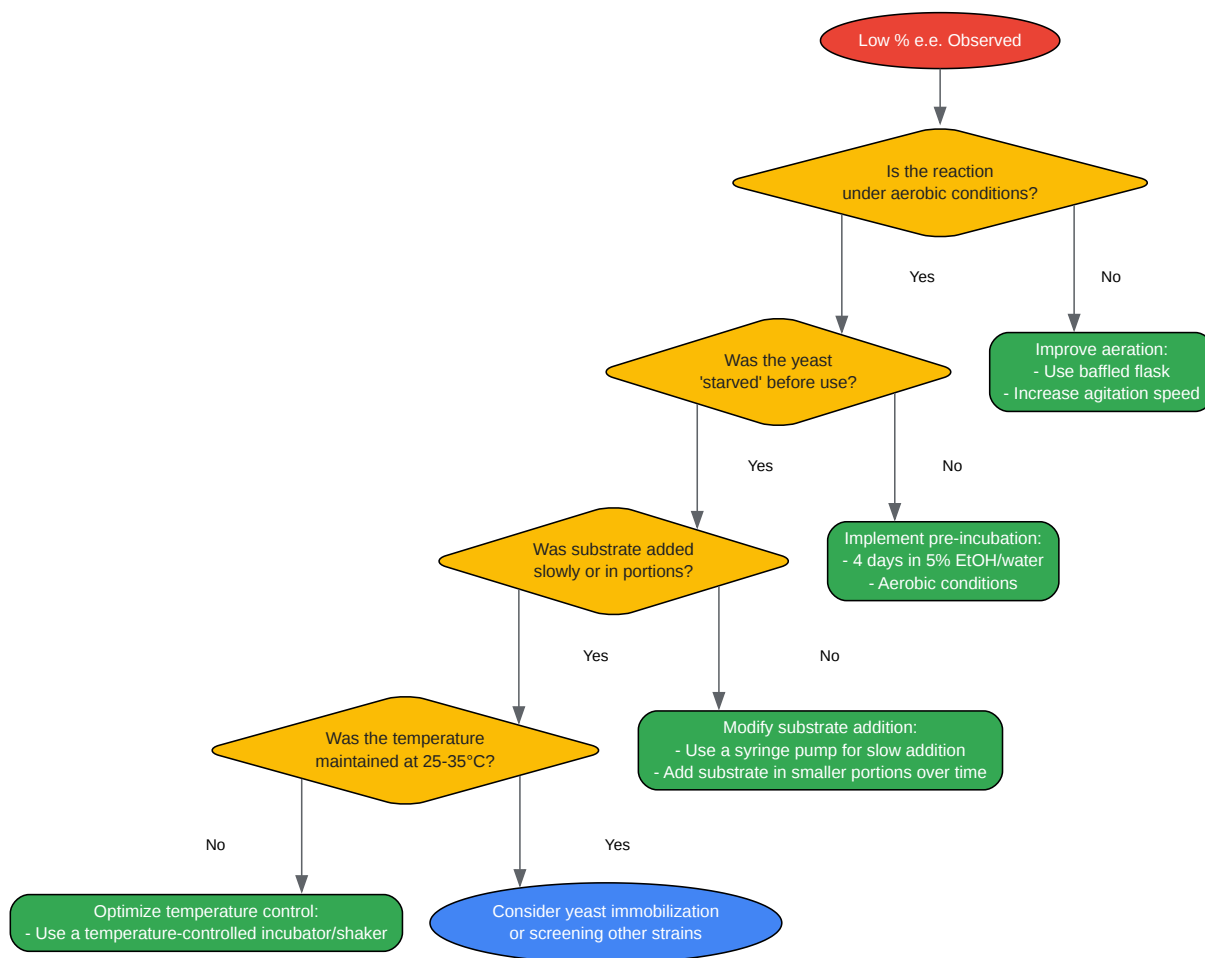 Low % e.e. Observed
Is the reaction
under aerobic conditions?
Yes
No
Was the yeast
'starved' before use?
Improve aeration:
- Use baffled flask
- Increase agitation speed
Yes
No
Was substrate added
slowly or in portions?
Implement pre-incubation:
- 4 days in 5% EtOH/water
- Aerobic conditions
Yes
No
Was the temperature
maintained at 25-35°C?
Modify substrate addition:
- Use a syringe pump for slow addition
- Add substrate in smaller portions over time
No
Yes
Optimize temperature control:
- Use a temperature-controlled incubator/shaker
Consider yeast immobilization
or screening other strains